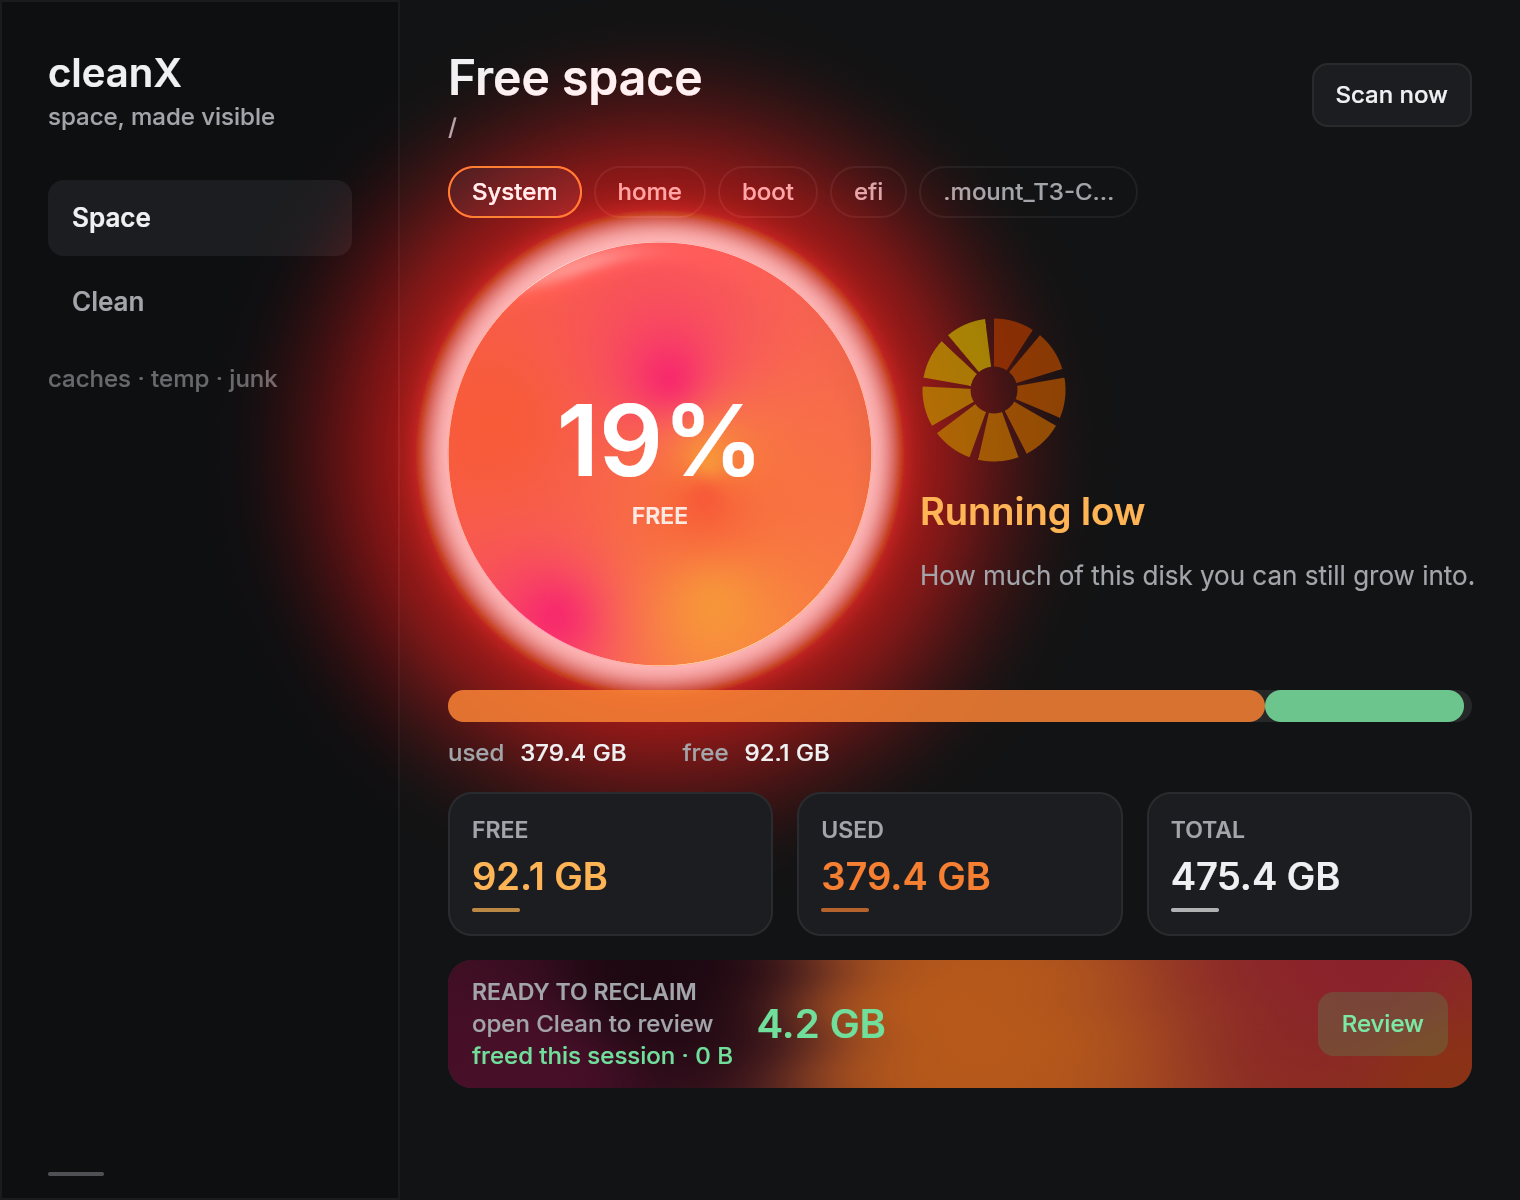 cleanX
space, made visible
Space
Clean
caches · temp · junk
Free space
/
Scan now
System
home
boot
efi
.mount_T3-C...
19%
FREE
Running low
How much of this disk you can still grow into.
used 379.4 GB free 92.1 GB
FREE
92.1 GB
USED
379.4 GB
TOTAL
475.4 GB
READY TO RECLAIM
open Clean to review
freed this session · 0 B
4.2 GB
Review